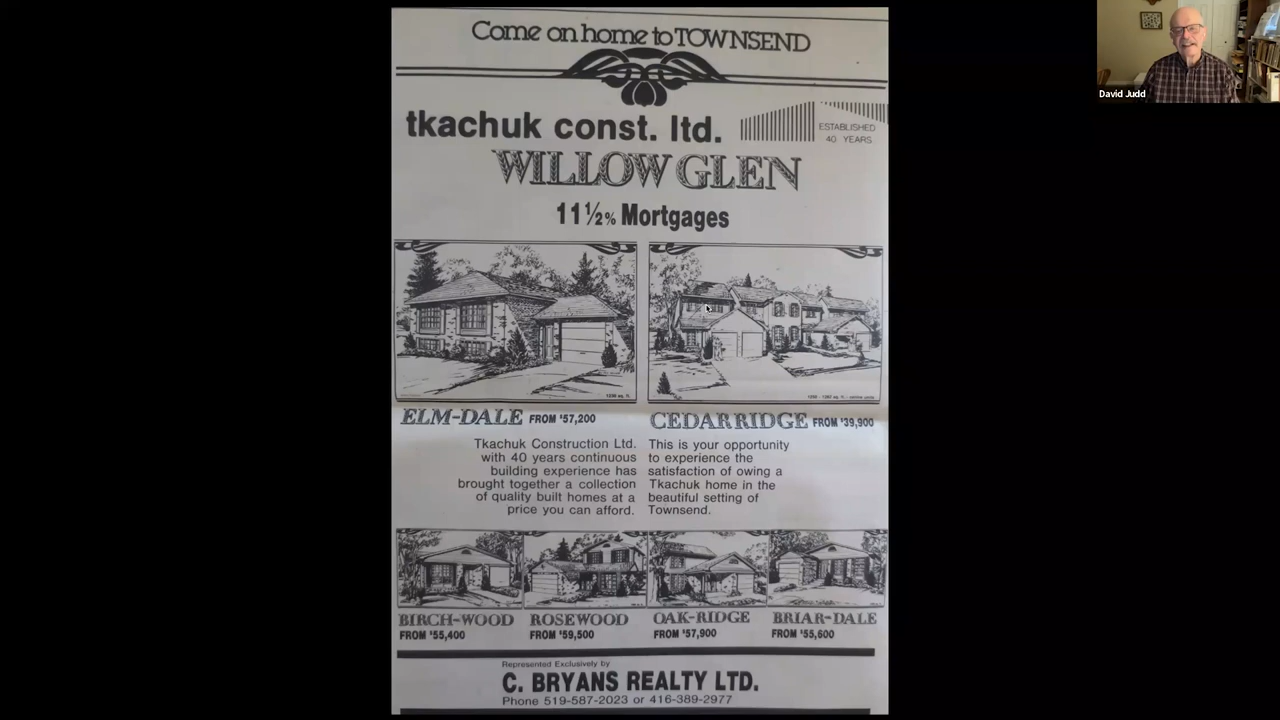 Come on home to TOWNSEND
tkachuk const. ltd.
ESTABLISHED
40 YEARS
WILLOW GLEN
11 1/2% Mortgages
1259 sq. ft.
ELM-DALE FROM $57,200
CEDARRIDGE FROM $39,900
Tkachuk Construction Ltd.
with 40 years continuous
building experience has
brought together a collection
of quality built homes at a
price you can afford.
This is your opportunity
to experience the
satisfaction of owing a
Tkachuk home in the
beautiful setting of
Townsend.
BIRCH-WOOD
FROM $55,400
ROSEWOOD
FROM $59,500
OAK-RIDGE
FROM $57,900
BRIAR-DALE
FROM $55,600
Represented Exclusively by
C. BRYANS REALTY LTD.
Phone 519-587-2023 or 416-389-2977
David Judd